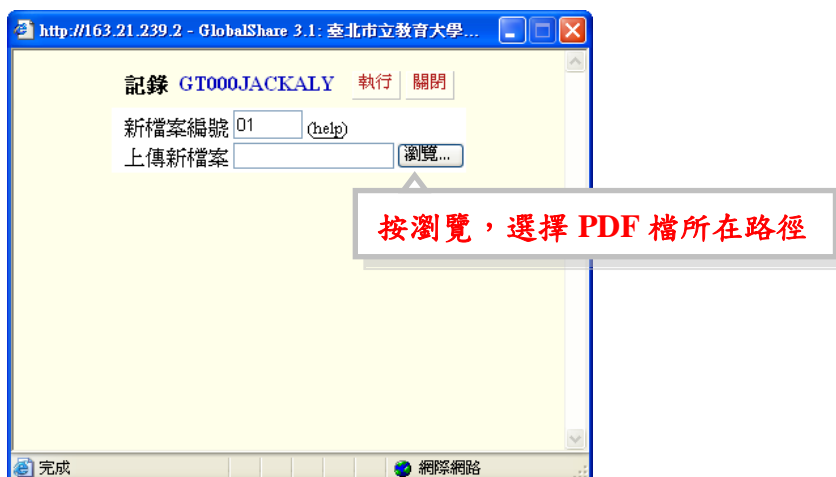 http://163.21.239.2 - GlobalShare 3.1: 臺北市立教育大學...
記錄 GT000JACKALY 執行 關閉
新檔案編號 01 (help)
上傳新檔案 瀏覽...
按瀏覽，選擇 PDF 檔所在路徑
完成 網際網路